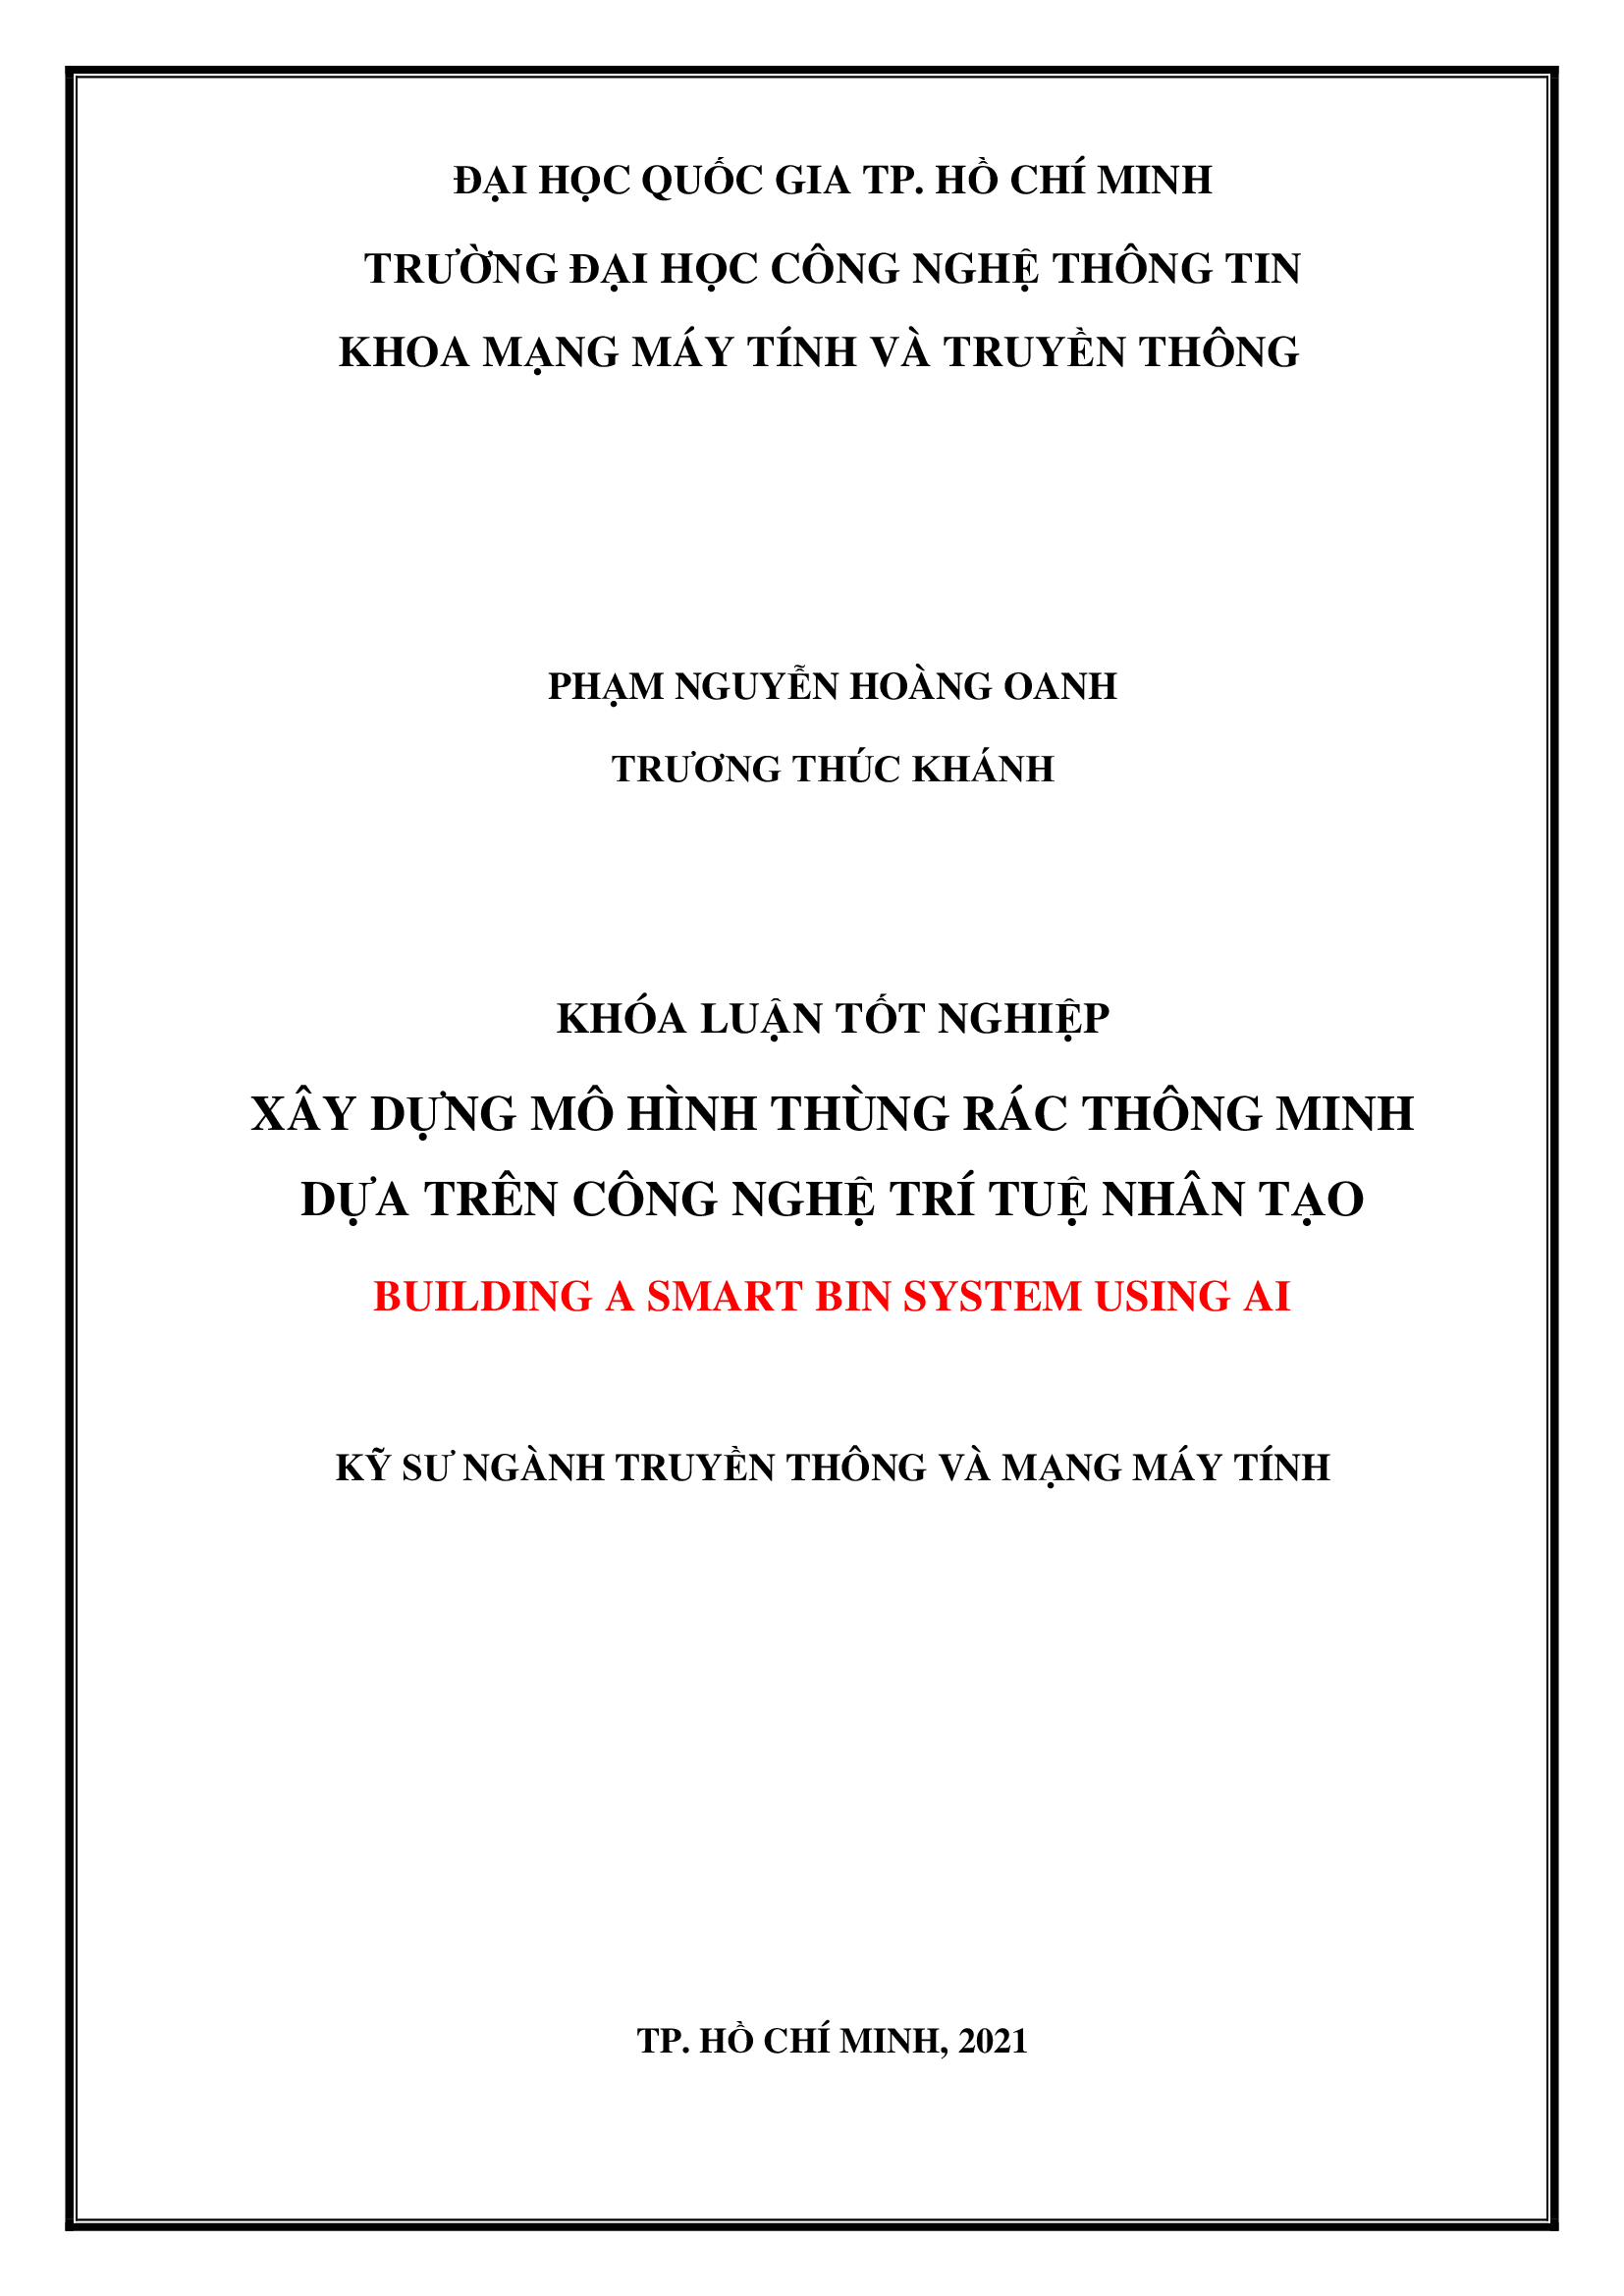 ĐẠI HỌC QUỐC GIA TP. HỒ CHÍ MINH
TRƯỜNG ĐẠI HỌC CÔNG NGHỆ THÔNG TIN
KHOA MẠNG MÁY TÍNH VÀ TRUYỀN THÔNG
PHẠM NGUYỄN HOÀNG OANH
TRƯƠNG THÚC KHÁNH
KHÓA LUẬN TỐT NGHIỆP
XÂY DỰNG MÔ HÌNH THÙNG RÁC THÔNG MINH
DỰA TRÊN CÔNG NGHỆ TRÍ TUỆ NHÂN TẠO
BUILDING A SMART BIN SYSTEM USING AI
KỸ SƯ NGÀNH TRUYỀN THÔNG VÀ MẠNG MÁY TÍNH
TP. HỒ CHÍ MINH, 2021